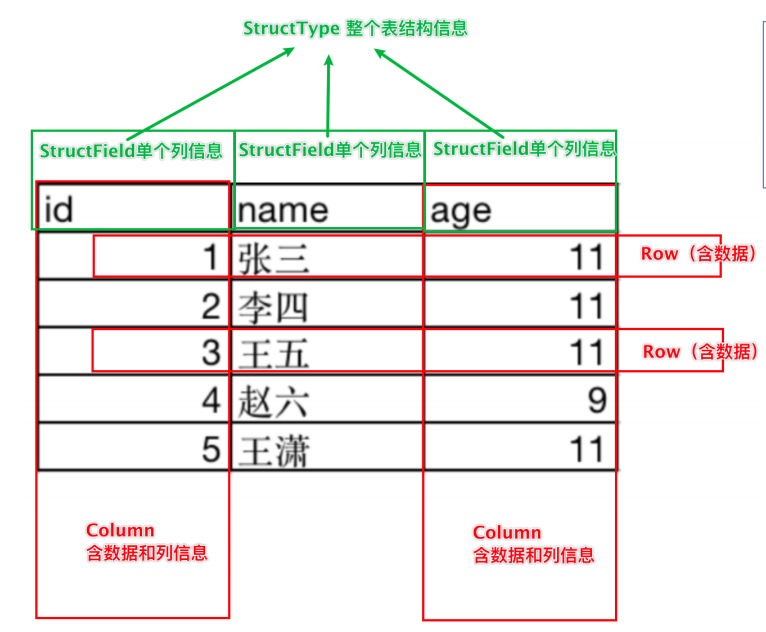 StructType 整个表结构信息
StructField单个列信息 StructField单个列信息 StructField单个列信息
id name age
1 张三 11 Row（含数据）
2 李四 11
3 王五 11 Row（含数据）
4 赵六 9
5 王潇 11
Column Column
含数据和列信息 含数据和列信息